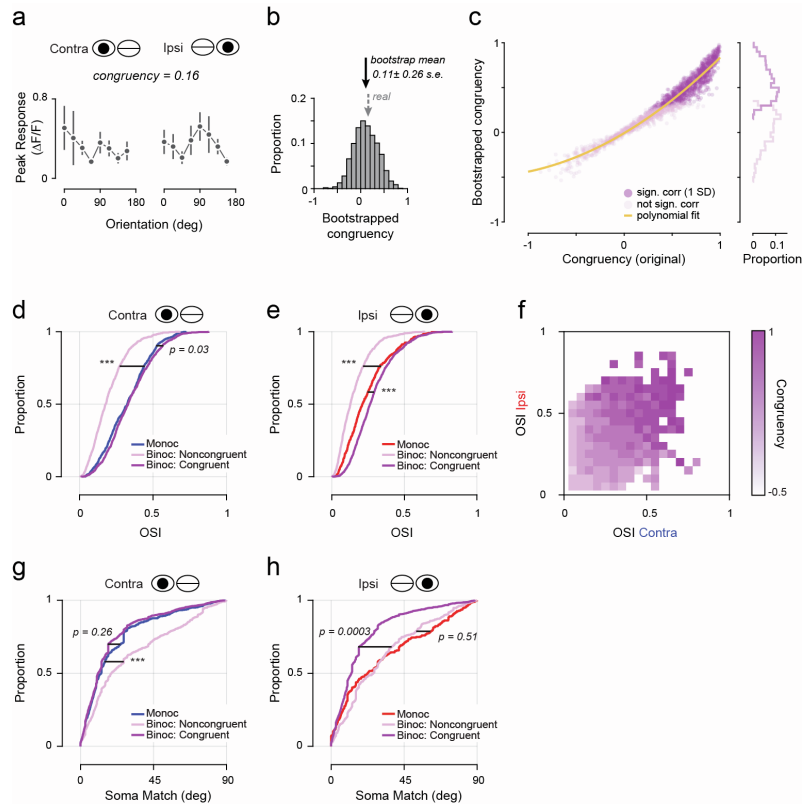 a
Contra
Ipsi
congruency = 0.16
Peak Response
(ΔF/F)
0.8
0
0
90
180
0
90
180
Orientation (deg)
b
bootstrap mean
0.11± 0.26 s.e.
real
Proportion
0.2
0.1
0
-1
0
1
Bootstrapped
congruency
c
Bootstrapped congruency
1
0
-1
sign. corr (1 SD)
not sign. corr
polynomial fit
-1
0
1
Congruency (original)
0
0.1
Proportion
d
Contra
Proportion
1
0.5
0
***
p = 0.03
Monoc
Binoc: Noncongruent
Binoc: Congruent
0
0.5
1
OSI
e
Ipsi
Proportion
1
0.5
0
***
***
Monoc
Binoc: Noncongruent
Binoc: Congruent
0
0.5
1
OSI
f
OSI Ipsi
1
0.5
0
0
0.5
1
OSI Contra
1
-0.5
Congruency
g
Contra
Proportion
1
0.5
0
p = 0.26
***
Monoc
Binoc: Noncongruent
Binoc: Congruent
0
45
90
Soma Match (deg)
h
Ipsi
Proportion
1
0.5
0
p = 0.0003
p = 0.51
Monoc
Binoc: Noncongruent
Binoc: Congruent
0
45
90
Soma Match (deg)